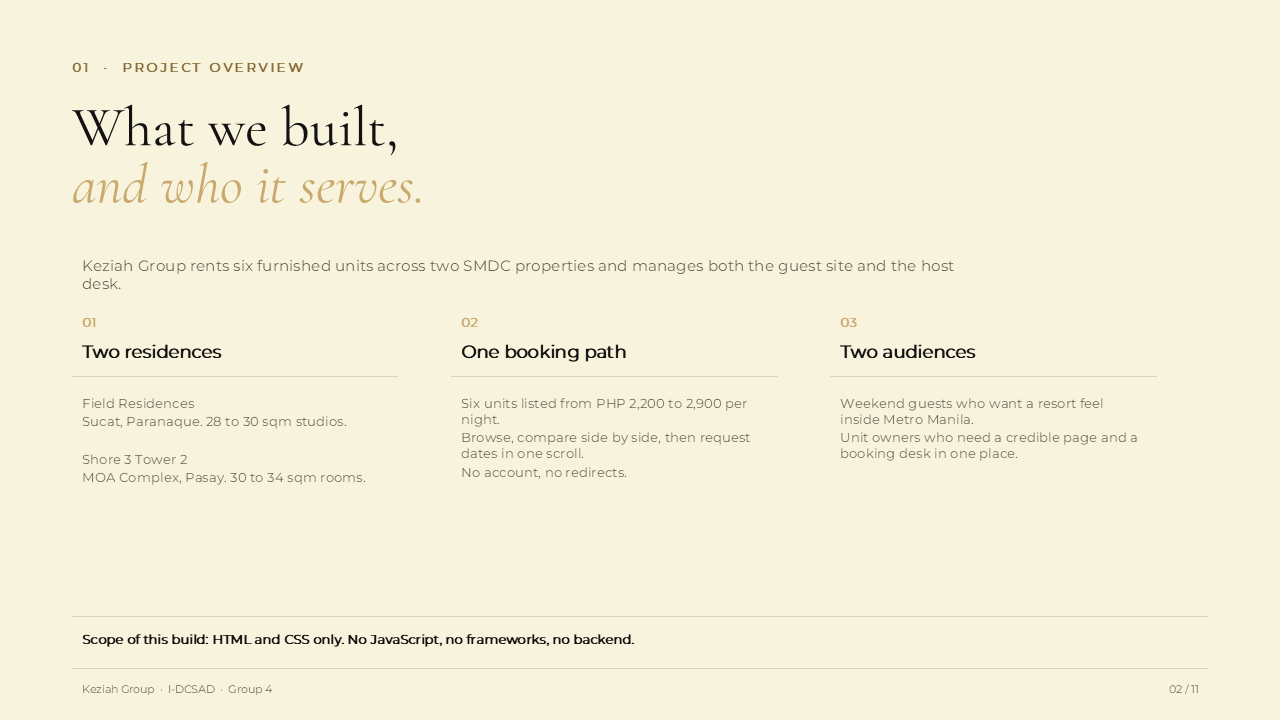 01 · PROJECT OVERVIEW
What we built,
and who it serves.
Keziah Group rents six furnished units across two SMDC properties and manages both the guest site and the host
desk.
01
Two residences
Field Residences
Sucat, Paranaque. 28 to 30 sqm studios.
Shore 3 Tower 2
MOA Complex, Pasay. 30 to 34 sqm rooms.
02
One booking path
Six units listed from PHP 2,200 to 2,900 per
night.
Browse, compare side by side, then request
dates in one scroll.
No account, no redirects.
03
Two audiences
Weekend guests who want a resort feel
inside Metro Manila.
Unit owners who need a credible page and a
booking desk in one place.
Scope of this build: HTML and CSS only. No JavaScript, no frameworks, no backend.
Keziah Group · I-DCSAD · Group 4
02 / 11